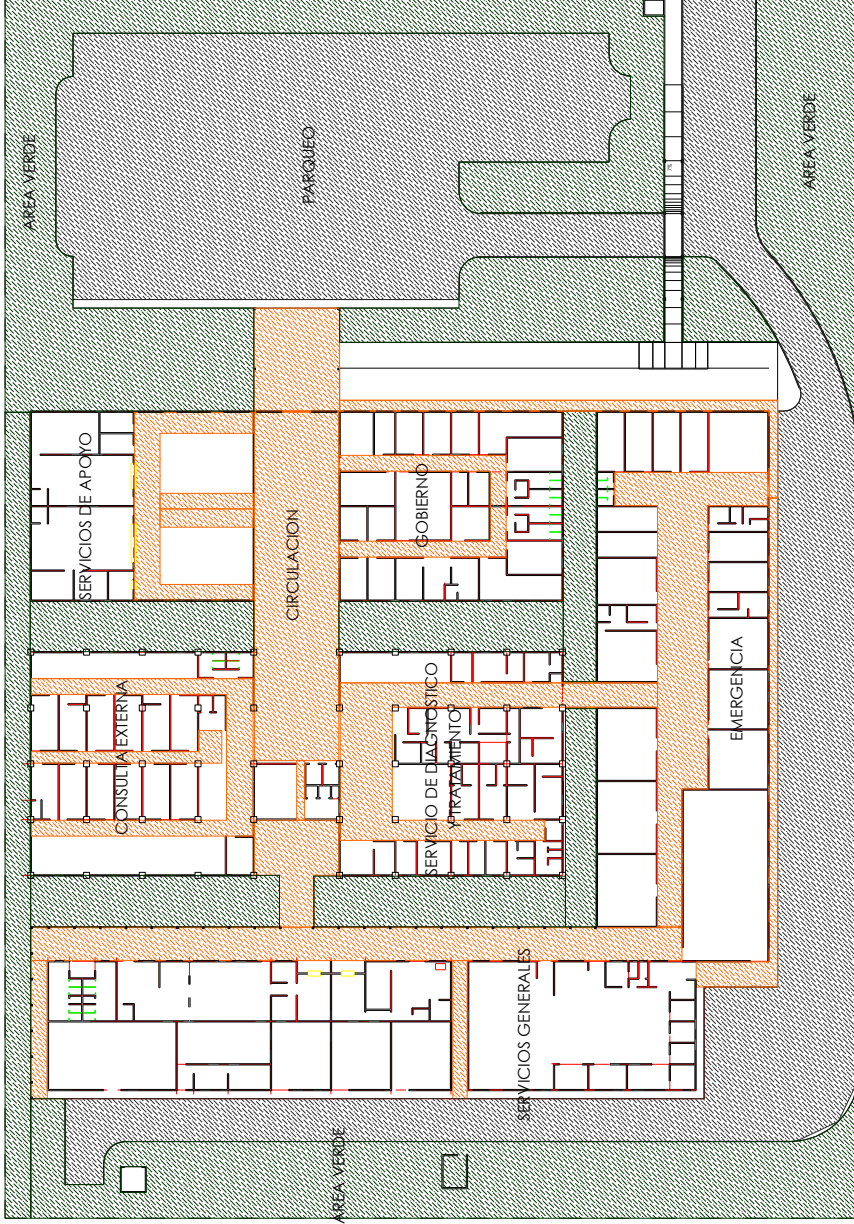 AREA VERDE
PARQUEO
AREA VERDE
SERVICIOS DE APOYO
CIRCULACION
GOBIERNO
CONSULTA EXTERNA
SERVICIO DE DIAGNOSTICO
Y TRATAMIENTO
EMERGENCIA
SERVICIOS GENERALES
AREA VERDE